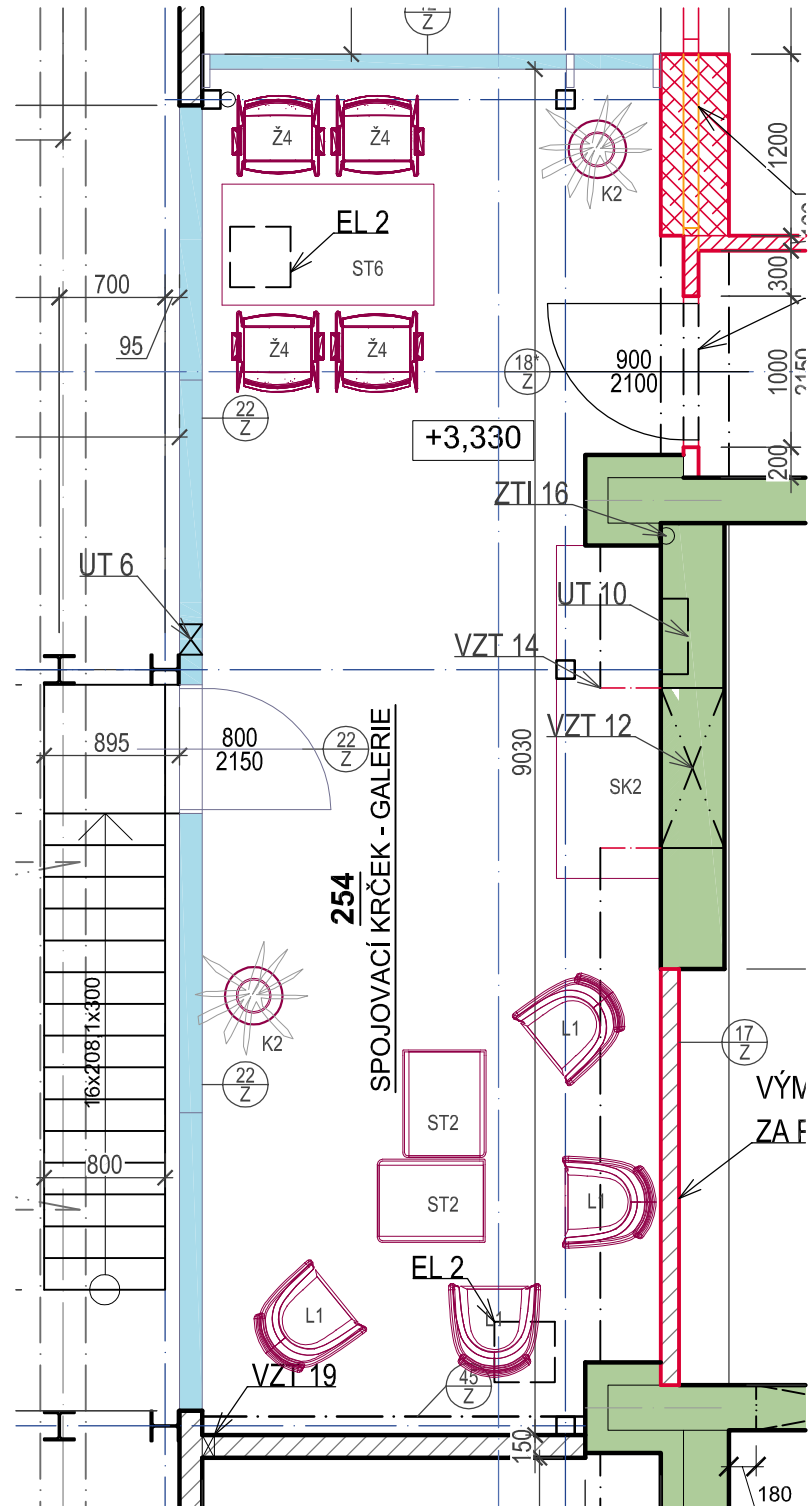 Z
Ž4
Ž4
1200
K2
EL 2
ST6
700
300
95
Ž4
Ž4
18*
Z
900
2100
1000
2150
22
Z
+3,330
200
ZTI 16
UT 6
UT 10
VZT 14
895
800
2150
22
Z
9030
VZT 12
SK2
254
SPOJOVACÍ KRČEK - GALERIE
16x208,1x300
K2
L1
17
Z
22
Z
VÝM
ST2
ZA
800
ST2
L1
EL 2
L1
L1
VZT 19
45
Z
150
180